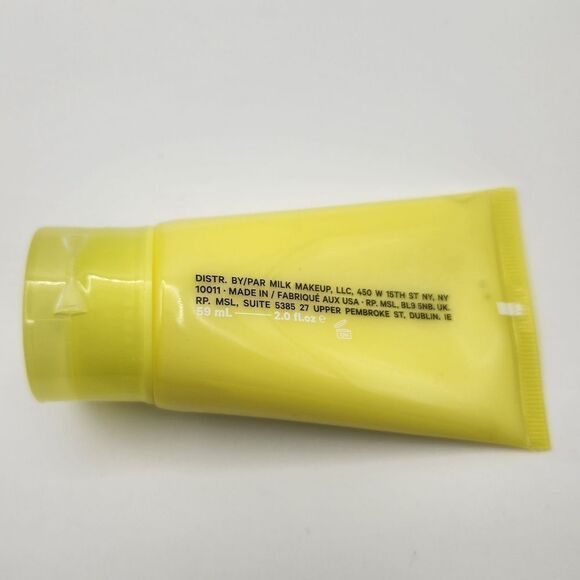 DISTR. BY/PAR MILK MAKEUP, LLC, 450 W 15TH ST NY, NY
10011 · MADE IN / FABRIQUÉ AUX USA · RP. MSL, BL9 5NB. UK.
RP. MSL, SUITE 5385 27 UPPER PEMBROKE ST, DUBLIN. IE
59 mL — 2.0 fl.oz e